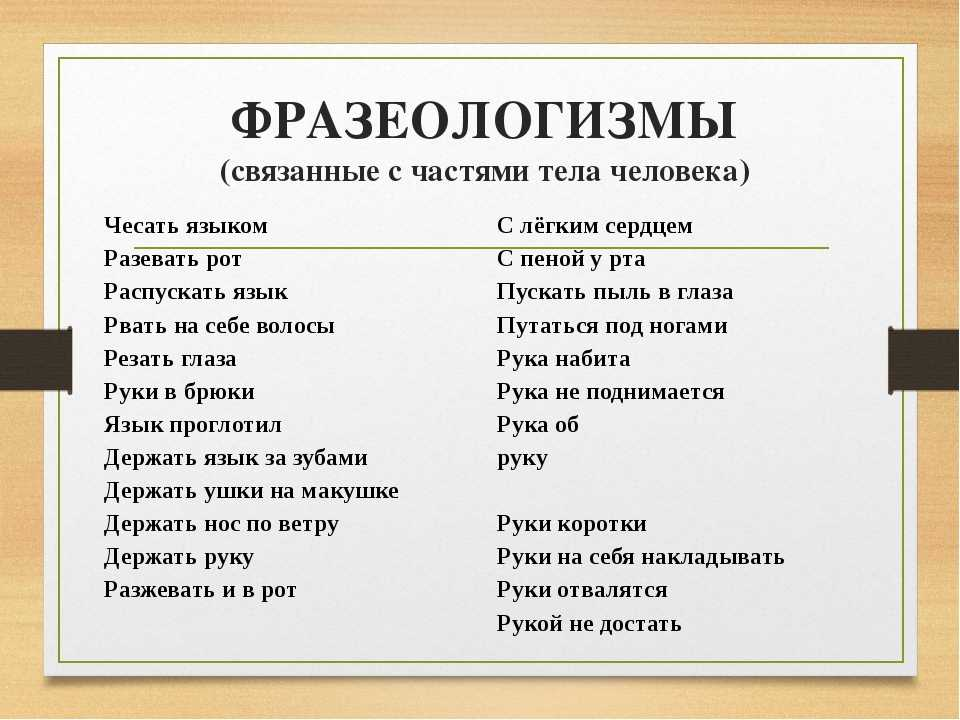 ФРАЗЕОЛОГИЗМЫ
(связанные с частями тела человека)
Чесать языком
Разевать рот
Распускать язык
Рвать на себе волосы
Резать глаза
Руки в брюки
Язык проглотил
Держать язык за зубами
Держать ушки на макушке
Держать нос по ветру
Держать руку
Разжевать и в рот
С лёгким сердцем
С пеной у рта
Пускать пыль в глаза
Путаться под ногами
Рука набита
Рука не поднимается
Рука об
руку
Руки коротки
Руки на себя накладывать
Руки отвалятся
Рукой не достать